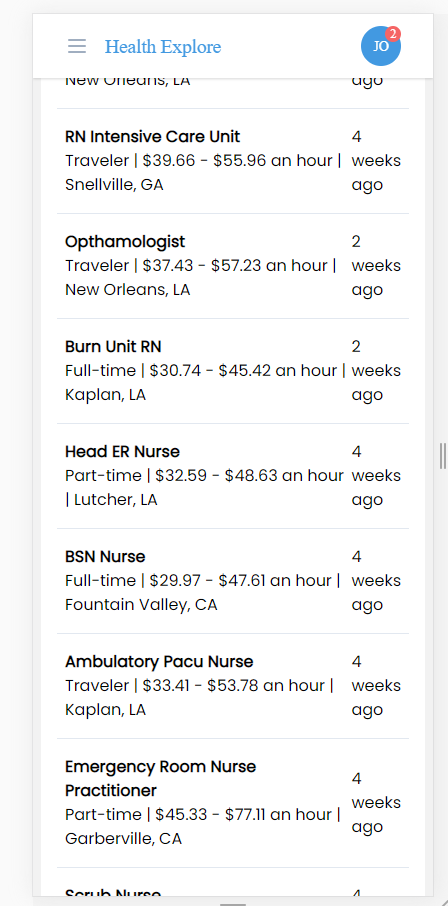 Health Explore
JO
2
New Orleans, LA
ago
RN Intensive Care Unit
4
Traveler | $39.66 - $55.96 an hour |
weeks
Snellville, GA
ago
Opthamologist
2
Traveler | $37.43 - $57.23 an hour |
weeks
New Orleans, LA
ago
Burn Unit RN
2
Full-time | $30.74 - $45.42 an hour |
weeks
Kaplan, LA
ago
Head ER Nurse
4
Part-time | $32.59 - $48.63 an hour
weeks
| Lutcher, LA
ago
BSN Nurse
4
Full-time | $29.97 - $47.61 an hour |
weeks
Fountain Valley, CA
ago
Ambulatory Pacu Nurse
4
Traveler | $33.41 - $53.78 an hour |
weeks
Kaplan, LA
ago
Emergency Room Nurse
4
Practitioner
weeks
Part-time | $45.33 - $77.11 an hour |
ago
Garberville, CA
Scrub Nurse
4